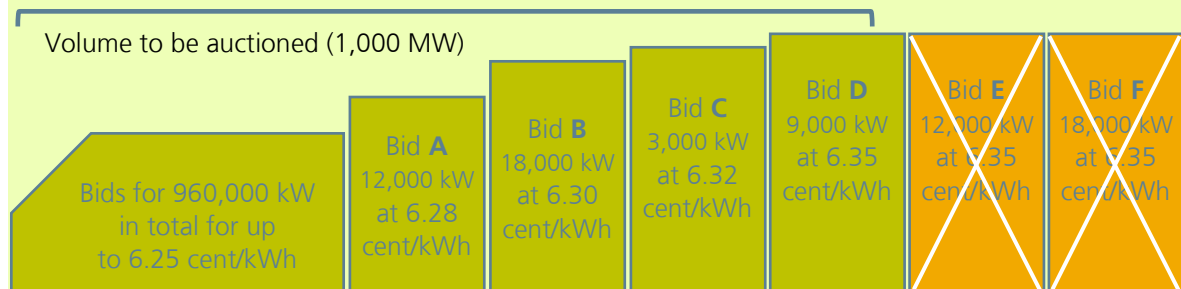 Volume to be auctioned (1,000 MW)
Bids for 960,000 kW
in total for up
to 6.25 cent/kWh
Bid A
12,000 kW
at 6.28
cent/kWh
Bid B
18,000 kW
at 6.30
cent/kWh
Bid C
3,000 kW
at 6.32
cent/kWh
Bid D
9,000 kW
at 6.35
cent/kWh
Bid E
12,000 kW
at 6.35
cent/kWh
Bid F
18,000 kW
at 6.35
cent/kWh